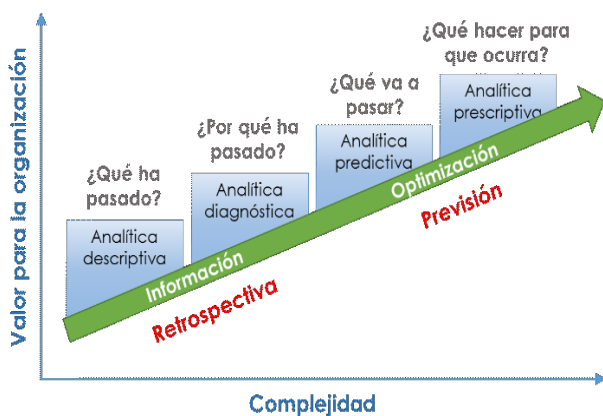 Valor para la organización
¿Qué ha
pasado?
Analítica
descriptiva
¿Por qué ha
pasado?
Analítica
diagnóstica
¿Qué va a
pasar?
Analítica
predictiva
¿Qué hacer para
que ocurra?
Analítica
prescriptiva
Información
Optimización
Retrospectiva
Previsión
Complejidad